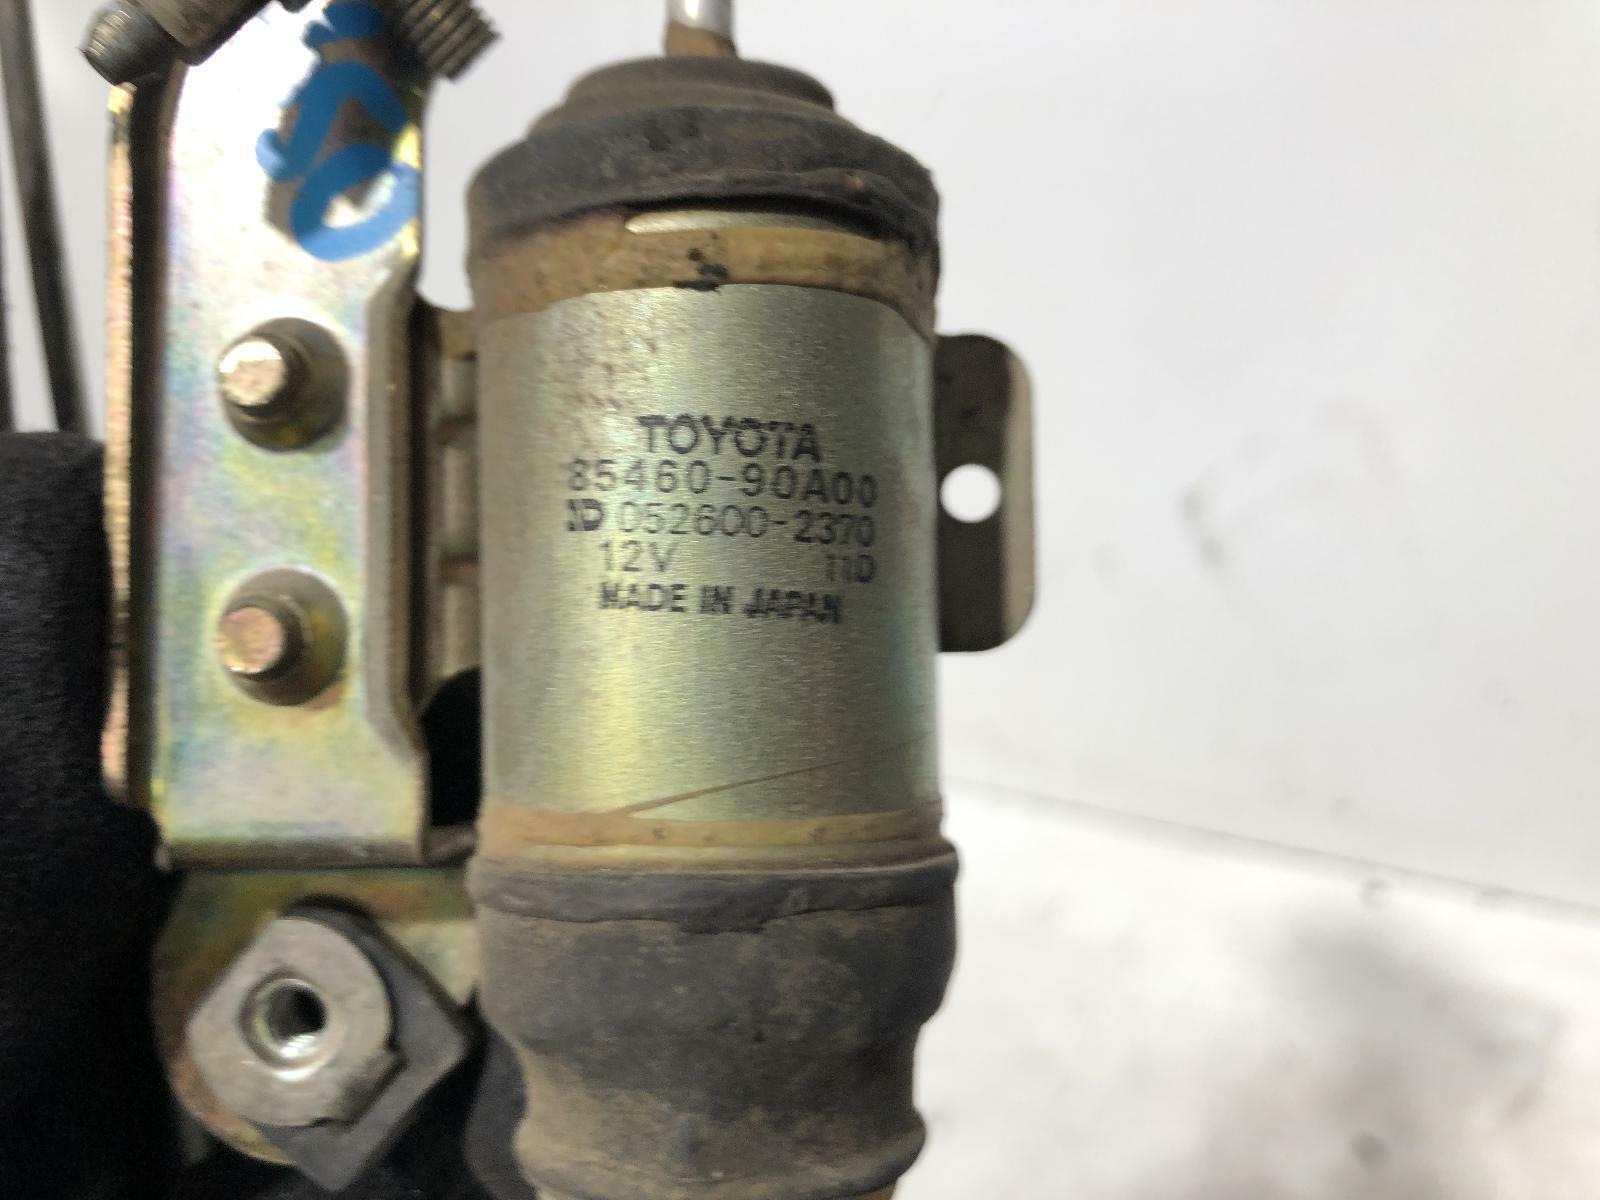 TOYOTA
85460-90A00
ND 052600-2370
12V 11D
MADE IN JAPAN